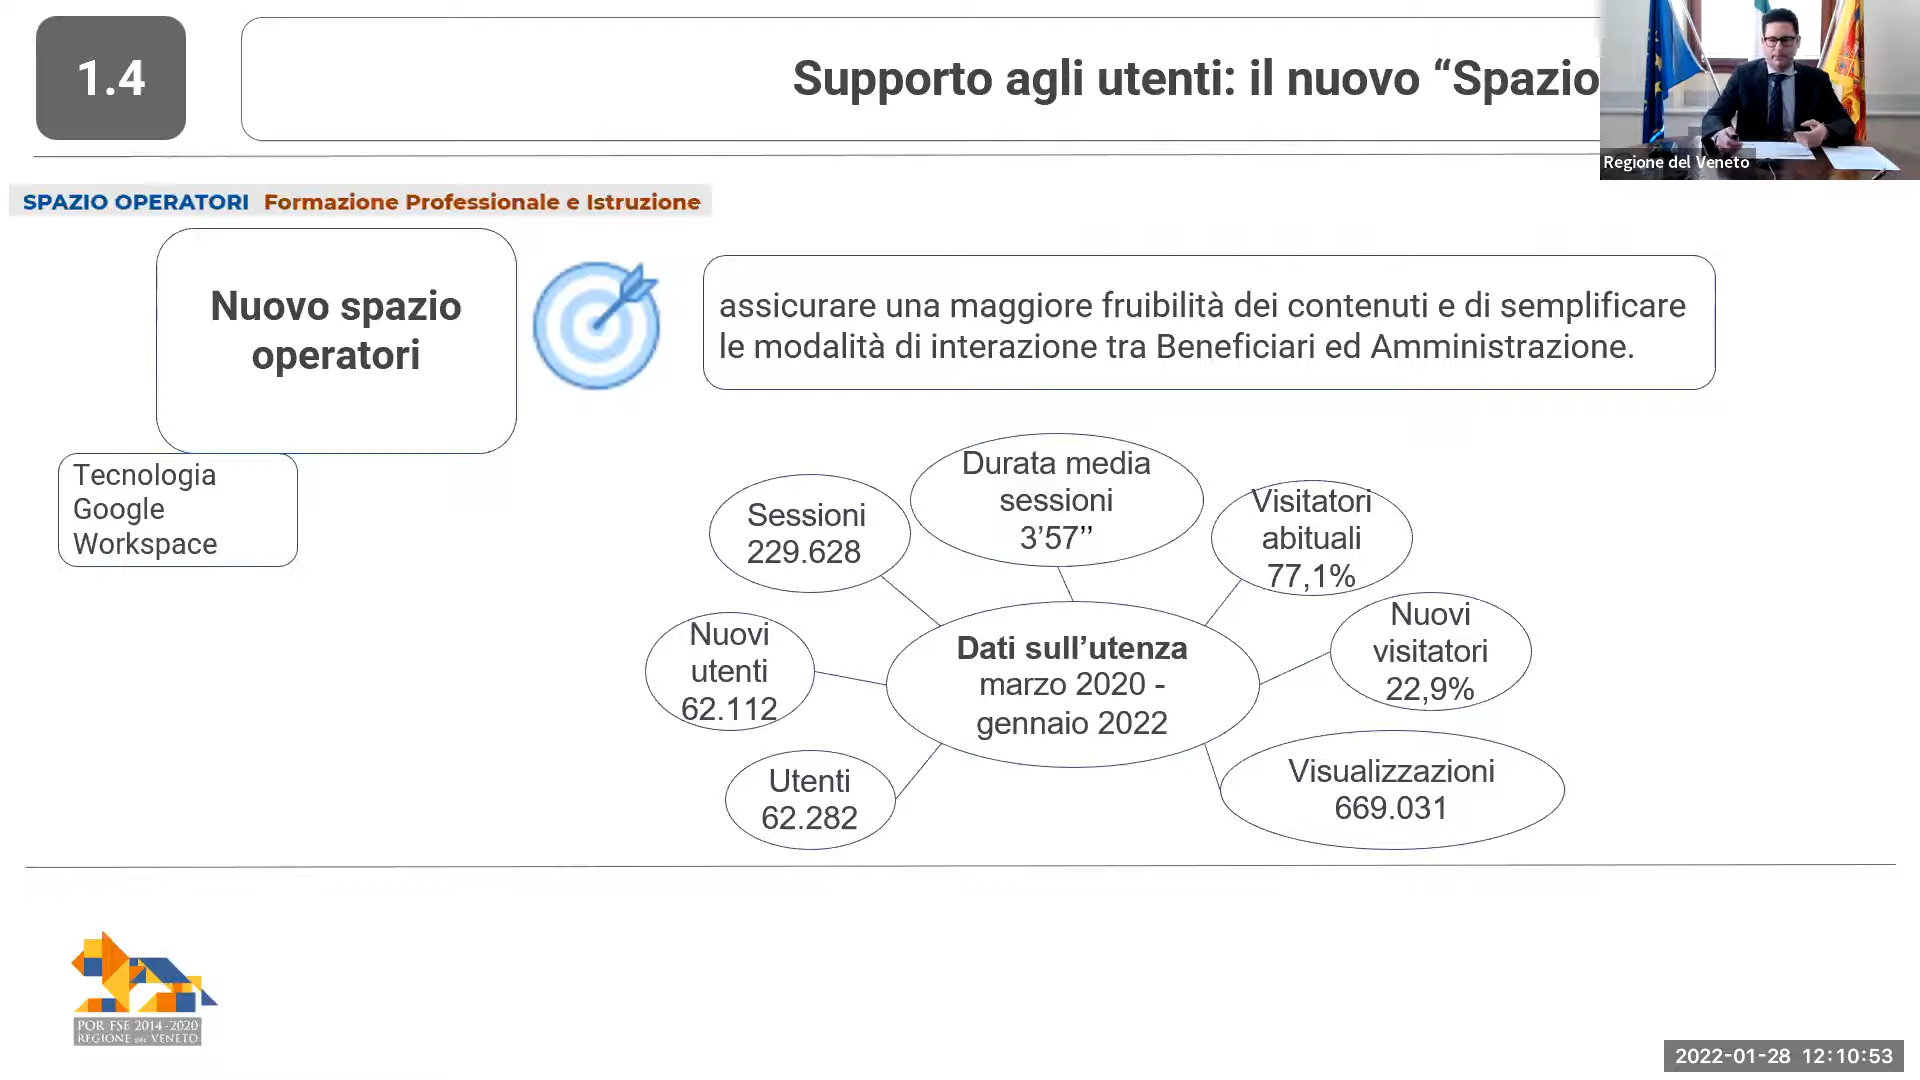 1.4
Supporto agli utenti: il nuovo “Spazio
Regione del Veneto
SPAZIO OPERATORI Formazione Professionale e Istruzione
Nuovo spazio
operatori
assicurare una maggiore fruibilità dei contenuti e di semplificare
le modalità di interazione tra Beneficiari ed Amministrazione.
Tecnologia
Google
Workspace
Durata media
sessioni
3’57’’
Sessioni
229.628
Visitatori
abituali
77,1%
Nuovi
utenti
62.112
Dati sull’utenza
marzo 2020 -
gennaio 2022
Nuovi
visitatori
22,9%
Utenti
62.282
Visualizzazioni
669.031
POR FSE 2014-2020
REGIONE DEL VENETO
2022-01-28 12:10:53